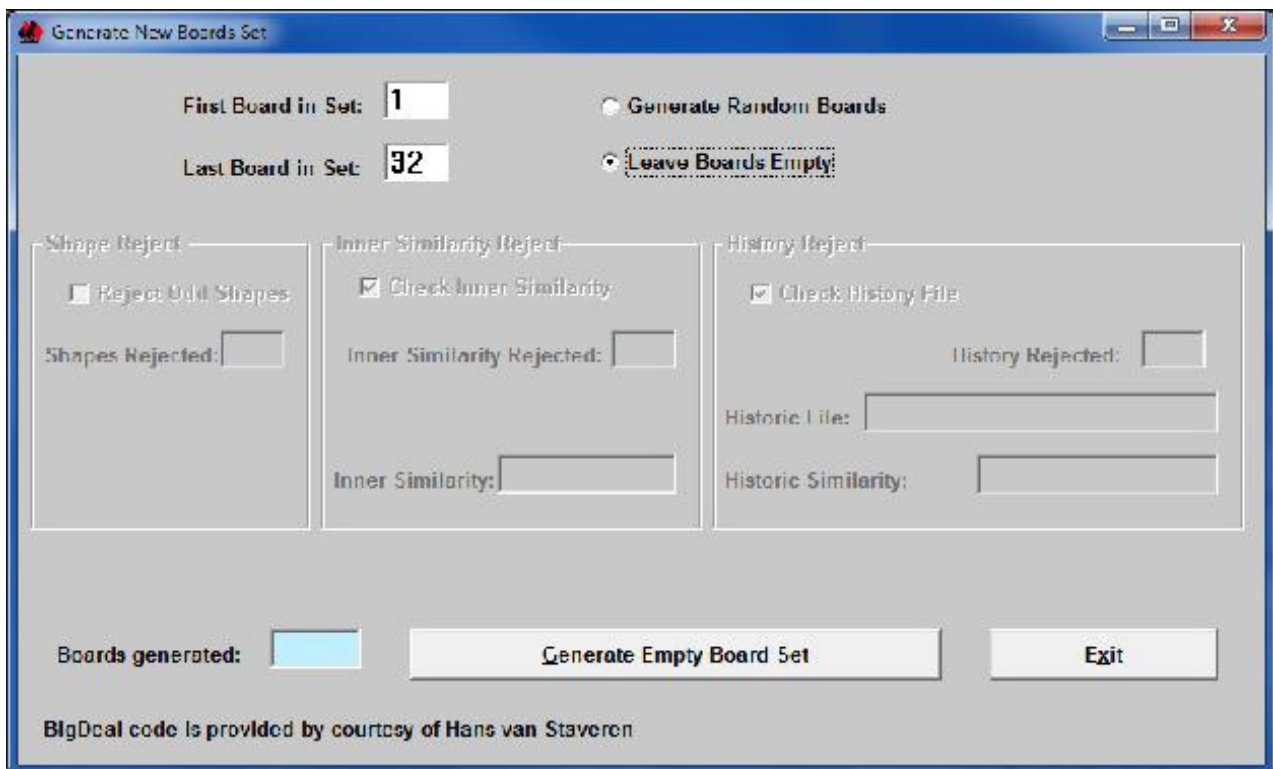 Generate New Boards Set
First Board in Set: 1
Generate Random Boards
Last Board in Set: 32
Leave Boards Empty
Shape Reject
Inner Similarity Reject
History Reject
Reject Odd Shapes
Check Inner Similarity
Check History File
Shapes Rejected:
Inner Similarity Rejected:
History Rejected:
Historic File:
Inner Similarity:
Historic Similarity:
Boards generated:
Generate Empty Board Set
Exit
BigDeal code is provided by courtesy of Hans van Staveren